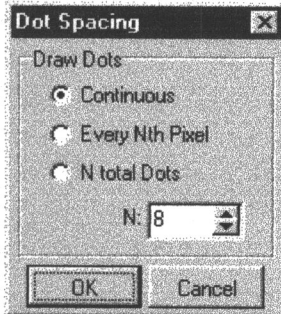 Dot Spacing
Draw Dots
Continuous
Every Nth Pixel
N total Dots
N: 8
OK Cancel